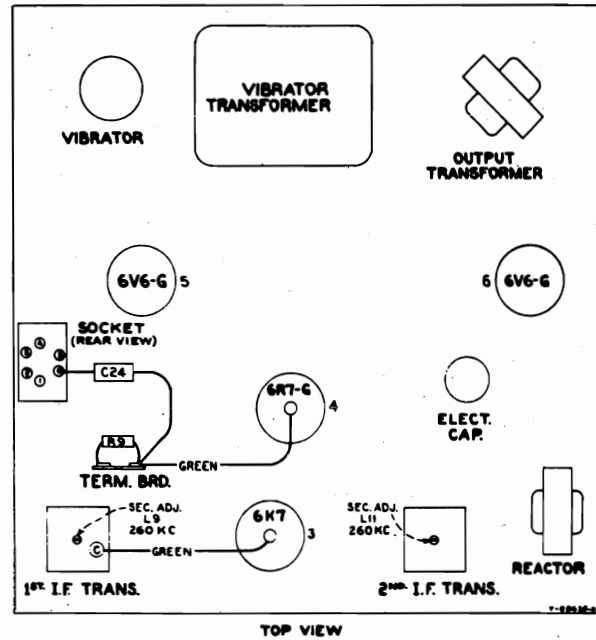 VIBRATOR
VIBRATOR
TRANSFORMER
OUTPUT
TRANSFORMER
6V6-G
5
6
6V6-G
SOCKET
(REAR VIEW)
C24
6R7-G
4
ELECT.
CAP.
R9
GREEN
TERM. BRD.
SEC. ADJ.
L9
260 KC
C
GREEN
6K7
3
SEC. ADJ.
L11
260 KC
1ST. I.F. TRANS.
2ND. I.F. TRANS.
REACTOR
TOP VIEW